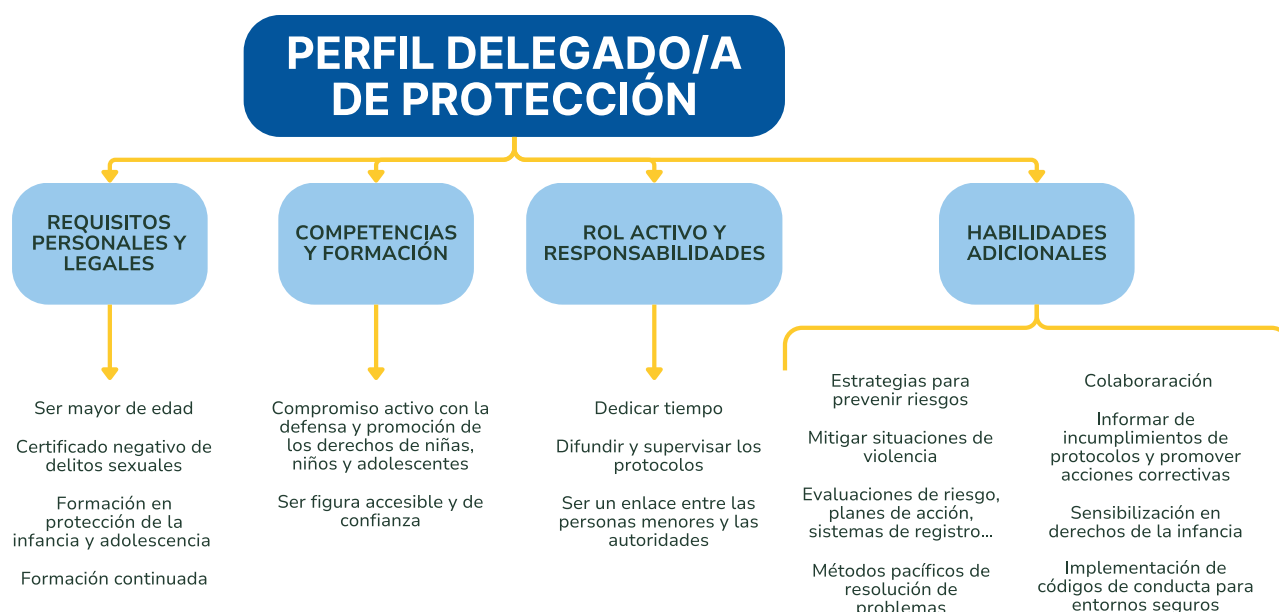 PERFIL DELEGADO/A
DE PROTECCIÓN
REQUISITOS
PERSONALES Y
LEGALES
Ser mayor de edad
Certificado negativo de
delitos sexuales
Formación en
protección de la
infancia y adolescencia
Formación continuada
COMPETENCIAS
Y FORMACIÓN
Compromiso activo con la
defensa y promoción de
los derechos de niñas,
niños y adolescentes
Ser figura accesible y de
confianza
ROL ACTIVO Y
RESPONSABILIDADES
Dedicar tiempo
Difundir y supervisar los
protocolos
Ser un enlace entre las
personas menores y las
autoridades
HABILIDADES
ADICIONALES
Estrategias para
prevenir riesgos
Mitigar situaciones de
violencia
Evaluaciones de riesgo,
planes de acción,
sistemas de registro...
Métodos pacíficos de
resolución de
problemas
Colaboraración
Informar de
incumplimientos de
protocolos y promover
acciones correctivas
Sensibilización en
derechos de la infancia
Implementación de
códigos de conducta para
entornos seguros